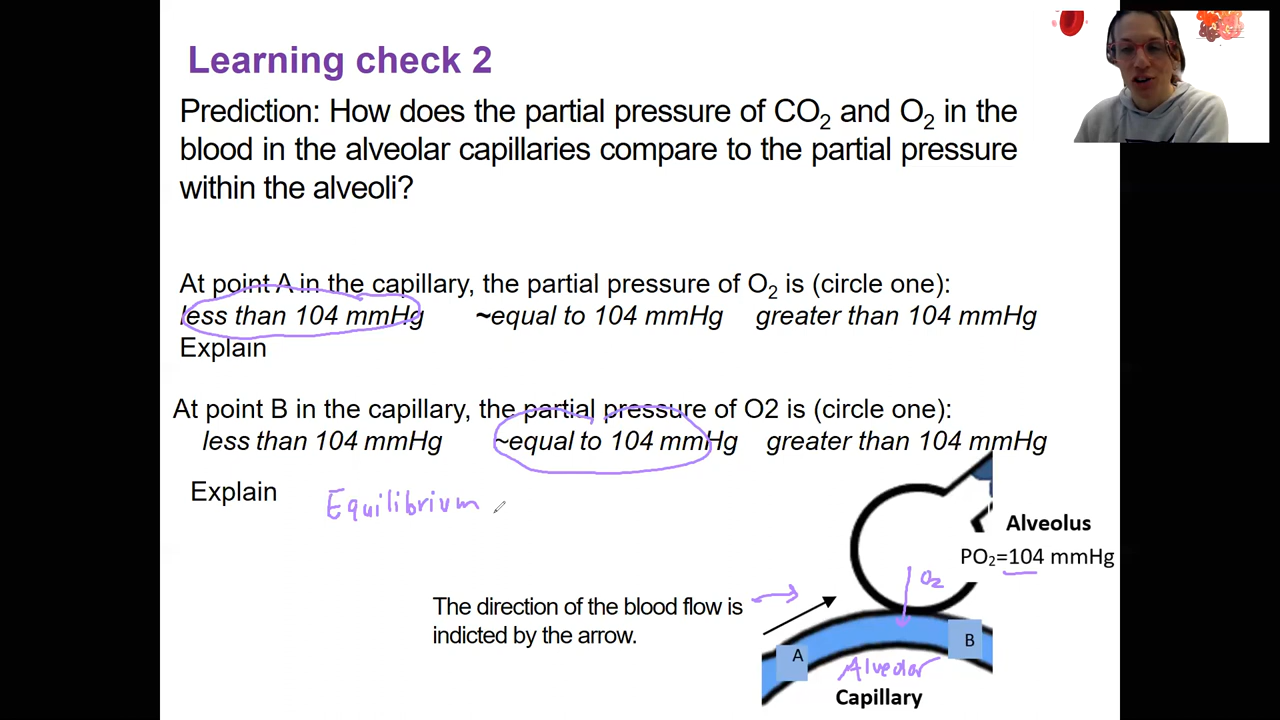 Learning check 2
Prediction: How does the partial pressure of CO2 and O2 in the
blood in the alveolar capillaries compare to the partial pressure
within the alveoli?
At point A in the capillary, the partial pressure of O2 is (circle one):
less than 104 mmHg ~equal to 104 mmHg greater than 104 mmHg
Explain
At point B in the capillary, the partial pressure of O2 is (circle one):
less than 104 mmHg ~equal to 104 mmHg greater than 104 mmHg
Explain Equilibrium
Alveolus
PO2=104 mmHg
O2
The direction of the blood flow is
indicted by the arrow.
A
B
Alveolar
Capillary